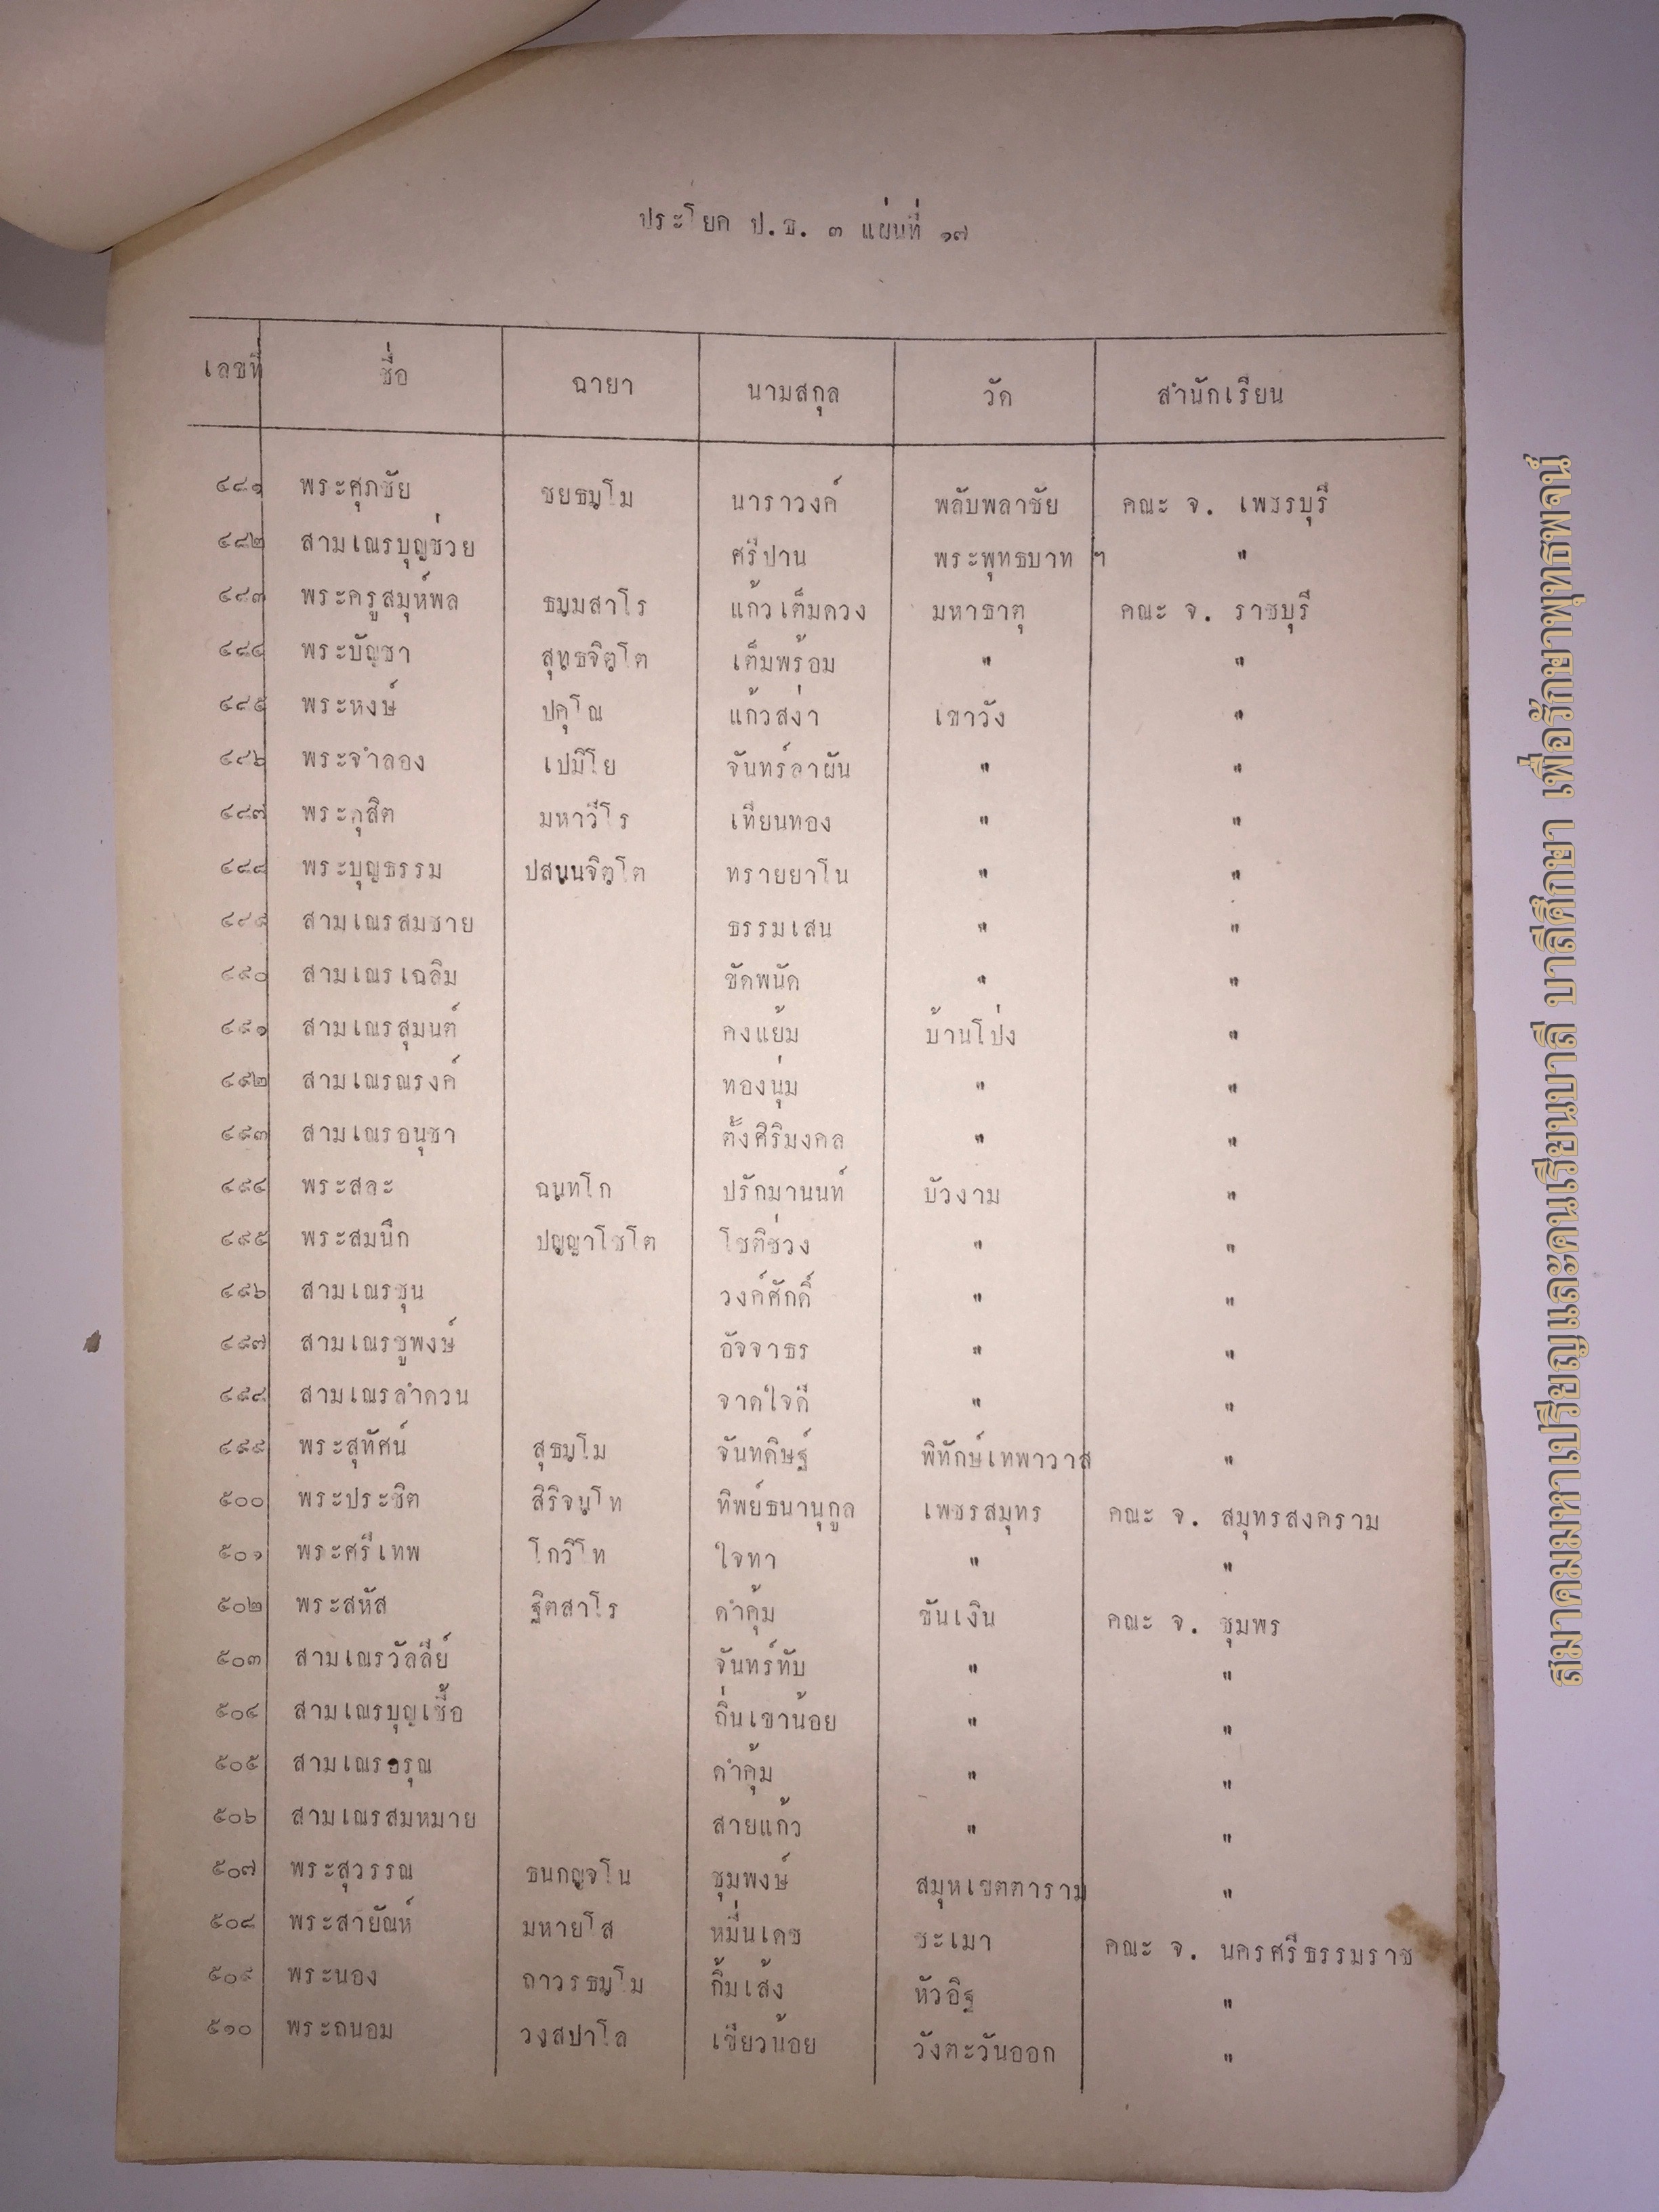 ประโยค ป.ธ. ๓ แผ่นที่ ๑๗
เลขที่ ชื่อ ฉายา นามสกุล วัด สำนักเรียน
๔๘๑ พระศุภชัย ชยธมฺโม นาราวงค์ พลับพลาชัย คณะ จ. เพชรบุรี
๔๘๒ สามเณรบุญช่วย ศรีปาน พระพุทธบาท ฯ "
๔๘๓ พระครูสมุห์พล ธมฺมสาโร แก้วเต็มดวง มหาธาตุ คณะ จ. ราชบุรี
๔๘๔ พระบัญชา สุทฺธจิตฺโต เต็มพร้อม " "
๔๘๕ พระหงษ์ ปคุโณ แก้วสง่า เขาวัง "
๔๘๖ พระจำลอง เปมิโย จันทร์ลาผัน " "
๔๘๗ พระดุสิต มหาวีโร เทียนทอง " "
๔๘๘ พระบุญธรรม ปสนฺนจิตฺโต ทรายยาโน " "
๔๘๙ สามเณรสมชาย ธรรมเสน " "
๔๙๐ สามเณรเฉลิม ขัดพนัด " "
๔๙๑ สามเณรสุมนต์ คงแย้ม บ้านโป่ง "
๔๙๒ สามเณรณรงค์ ทองนุ่ม " "
๔๙๓ สามเณรอนุชา ตั้งศิริมงคล " "
๔๙๔ พระสละ ฉนฺทโก ปรักมานนท์ บัวงาม "
๔๙๕ พระสมนึก ปญฺญาโชโต โชติช่วง " "
๔๙๖ สามเณรชุน วงค์ศักดิ์ " "
๔๙๗ สามเณรชูพงษ์ อัจจาธร " "
๔๙๘ สามเณรลำดวน จาดใจดี " "
๔๙๙ พระสุทัศน์ สุธมฺโม จันทดิษฐ์ พิทักษ์เทพาวาส "
๕๐๐ พระประชิต สิริจนฺโท ทิพย์ธนานุกูล เพชรสมุทร คณะ จ. สมุทรสงคราม
๕๐๑ พระศรีเทพ โกวิโท ใจทา " "
๕๐๒ พระสหัส ฐิตสาโร ดำคุ้ม ขันเงิน คณะ จ. ชุมพร
๕๐๓ สามเณรวัลลีย์ จันทร์ทับ " "
๕๐๔ สามเณรบุญเชื้อ ถิ่นเขาน้อย " "
๕๐๕ สามเณรอรุณ ดำคุ้ม " "
๕๐๖ สามเณรสมหมาย สายแก้ว " "
๕๐๗ พระสุวรรณ ธนกญฺจโน ชุมพงษ์ สมุหเขตตาราม "
๕๐๘ พระสายัณห์ มหายโส หมื่นเดช ชะเมา คณะ จ. นครศรีธรรมราช
๕๐๙ พระนอง ถาวรธมฺโม กิ้มเส้ง หัวอิฐ "
๕๑๐ พระถนอม วงสปาโล เขียวน้อย วังตะวันออก "
สมาคมมหาเปรียญและคนเรียนบาลี บาลีศึกษา เพื่อรักษาพุทธพจน์